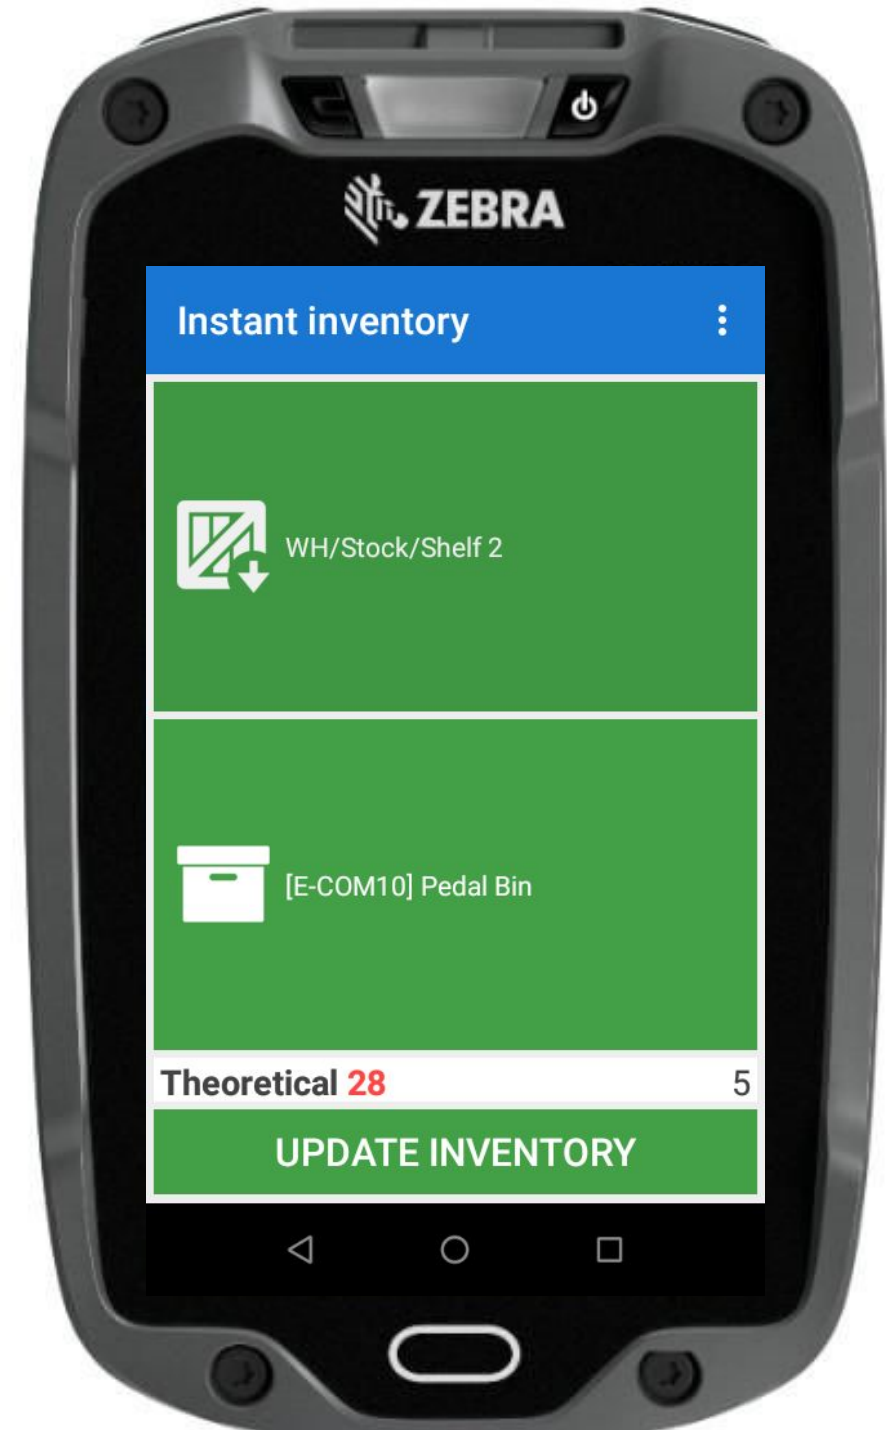 ZEBRA
Instant inventory
WH/Stock/Shelf 2
[E-COM10] Pedal Bin
Theoretical 28 5
UPDATE INVENTORY